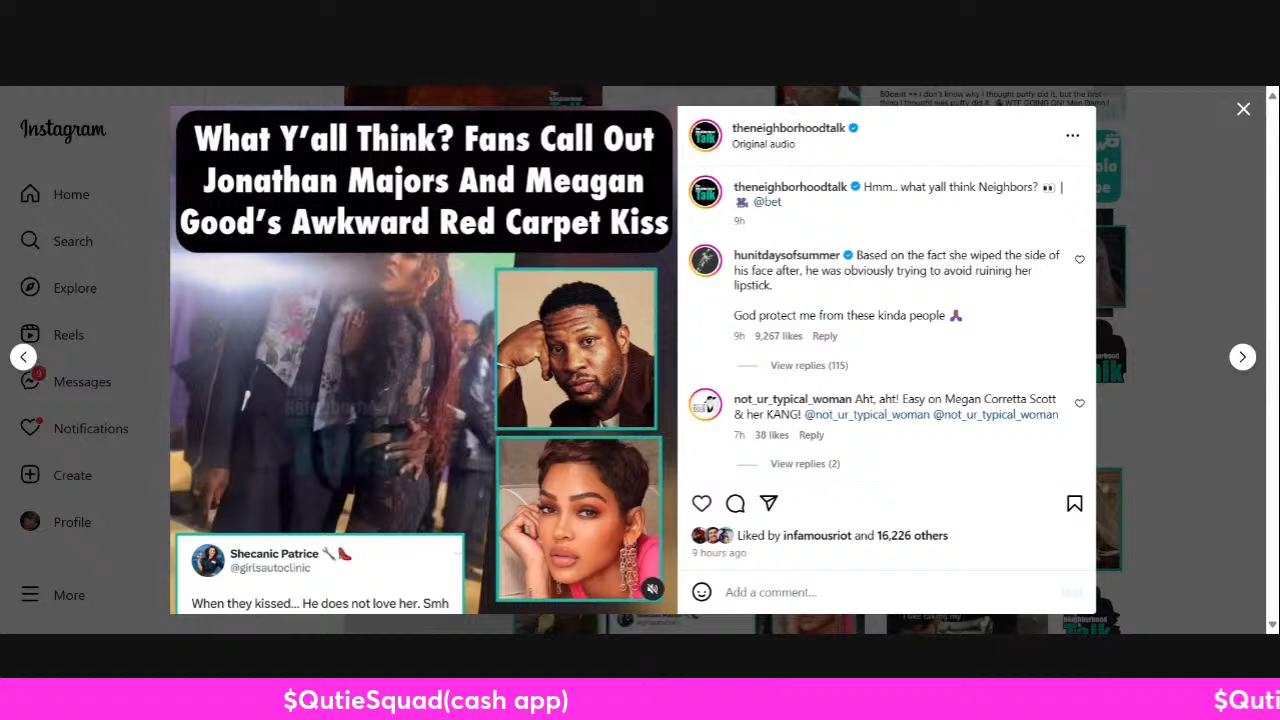 Instagram
Home
Search
Explore
Reels
9
Messages
Notifications
Create
Profile
More
What Y'all Think? Fans Call Out
Jonathan Majors And Meagan
Good's Awkward Red Carpet Kiss
Shecanic Patrice
@girlsautoclinic
When they kissed... He does not love her. Smh
theneighborhoodtalk
Original audio
theneighborhoodtalk Hmm.. what yall think Neighbors? 👀 |
🎥 @bet
9h
hunitdaysofsummer Based on the fact she wiped the side of
his face after, he was obviously trying to avoid ruining her
lipstick.
God protect me from these kinda people 🙏🏾
9h 9,267 likes Reply
View replies (115)
not_ur_typical_woman Aht, aht! Easy on Megan Corretta Scott
& her KANG! @not_ur_typical_woman @not_ur_typical_woman
7h 38 likes Reply
View replies (2)
Liked by infamousriot and 16,226 others
9 hours ago
Add a comment...
$QutieSquad(cash app)
$Quti